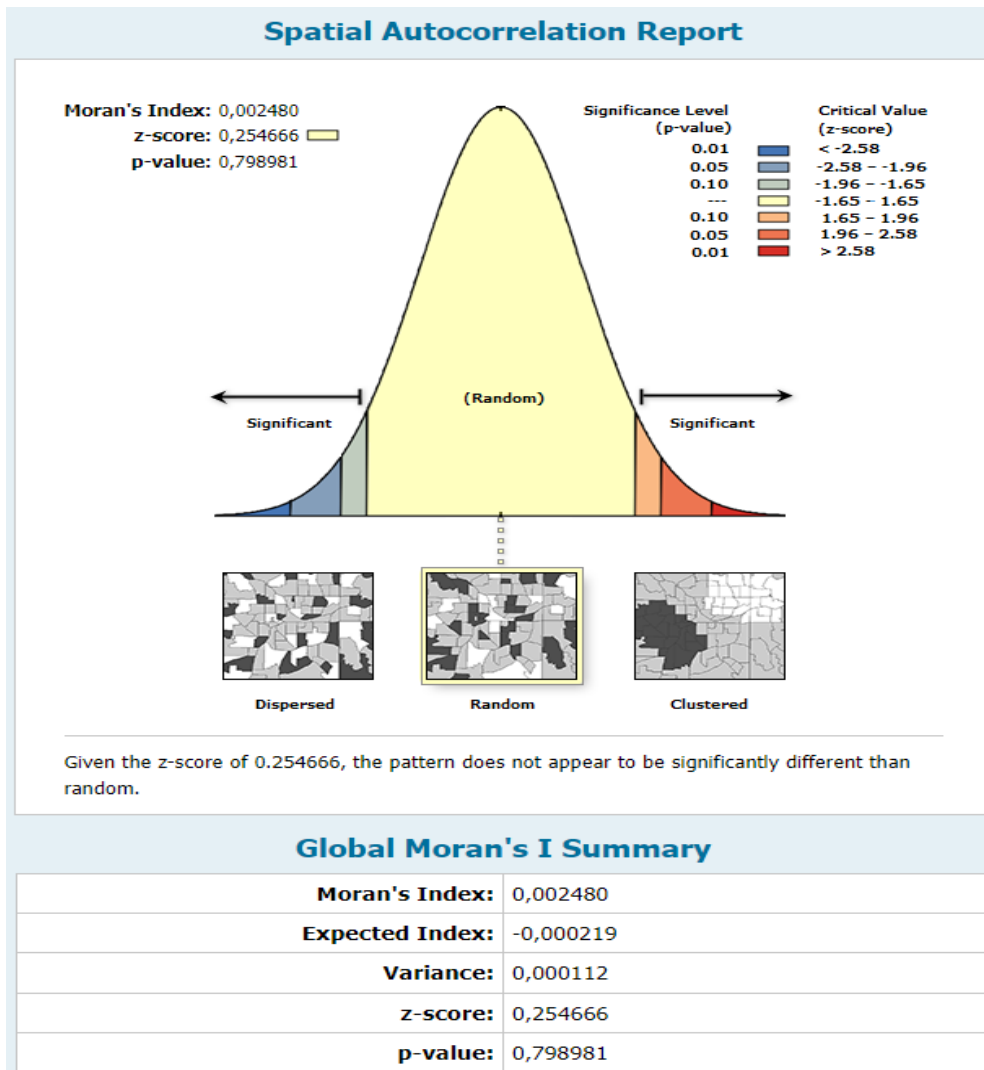 Spatial Autocorrelation Report
Moran's Index: 0,002480
z-score: 0,254666
p-value: 0,798981
Significance Level Critical Value
(p-value) (z-score)
0.01 < -2.58
0.05 -2.58 – -1.96
0.10 -1.96 – -1.65
--- -1.65 – 1.65
0.10 1.65 – 1.96
0.05 1.96 – 2.58
0.01 > 2.58
(Random)
Significant Significant
Dispersed Random Clustered
Given the z-score of 0.254666, the pattern does not appear to be significantly different than
random.
Global Moran's I Summary
Moran's Index: 0,002480
Expected Index: -0,000219
Variance: 0,000112
z-score: 0,254666
p-value: 0,798981